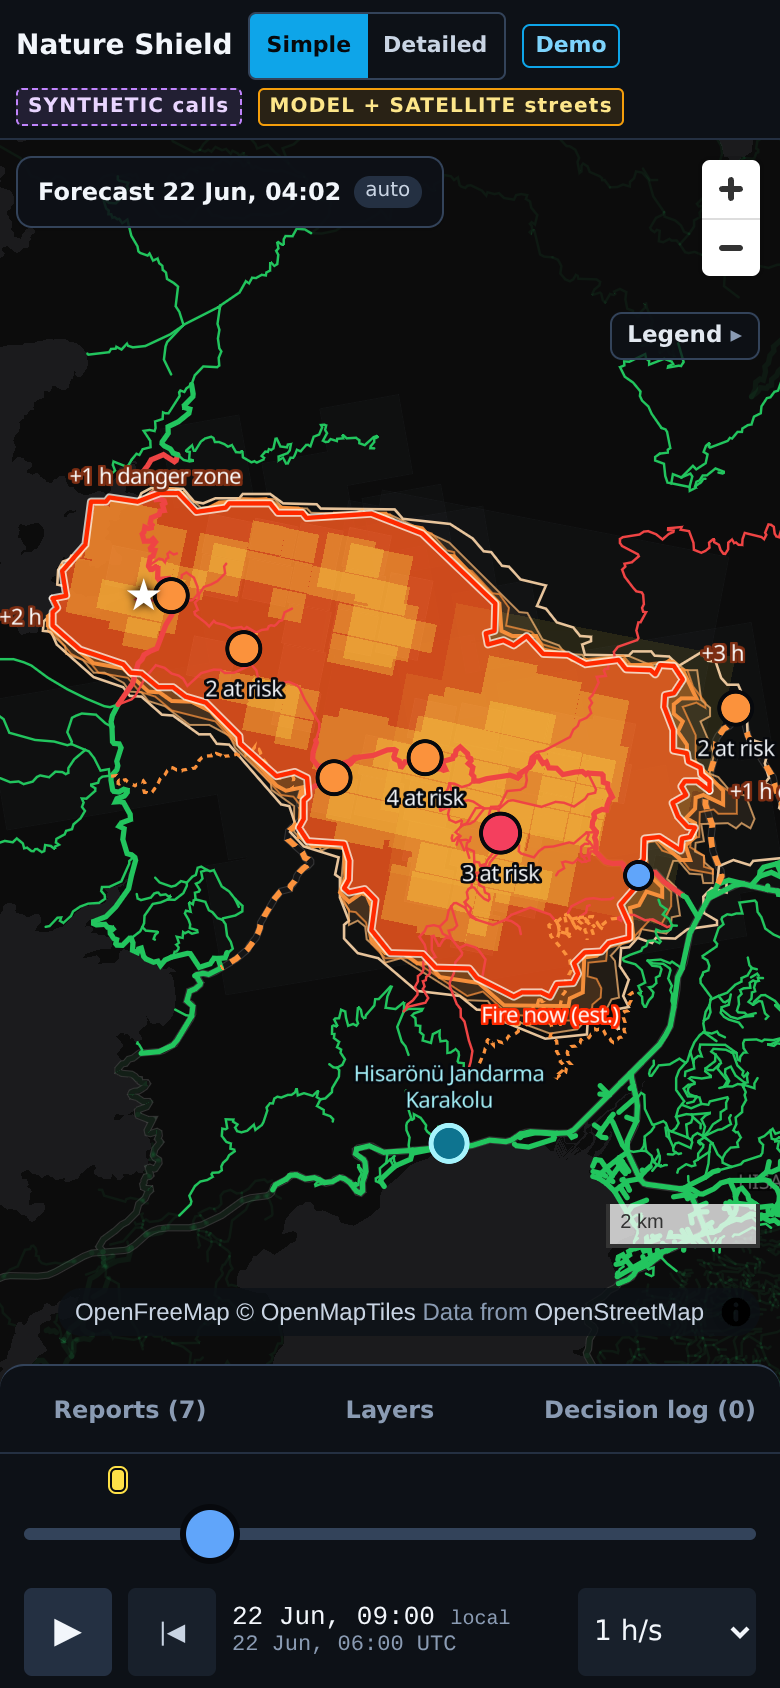 Nature Shield
Simple
Detailed
Demo
SYNTHETIC calls
MODEL + SATELLITE streets
Forecast 22 Jun, 04:02 auto
Legend ▸
+1 h danger zone
+2 h
+3 h
2 at risk
2 at risk
+1 h
4 at risk
3 at risk
Fire now (est.)
Hisarönü Jandarma
Karakolu
2 km
OpenFreeMap © OpenMapTiles Data from OpenStreetMap
Reports (7)
Layers
Decision log (0)
22 Jun, 09:00 local
22 Jun, 06:00 UTC
1 h/s